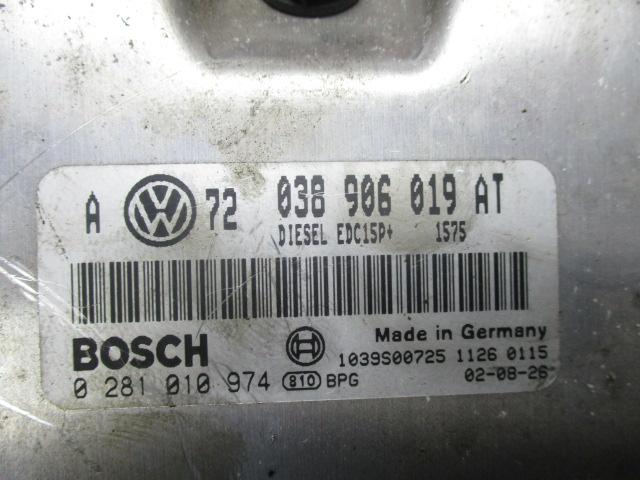 A VW 72 038 906 019 AT
DIESEL EDC15P+ 1575
BOSCH
Made in Germany
1039S00725 1126 0115
0 281 010 974 810 BPG 02-08-26